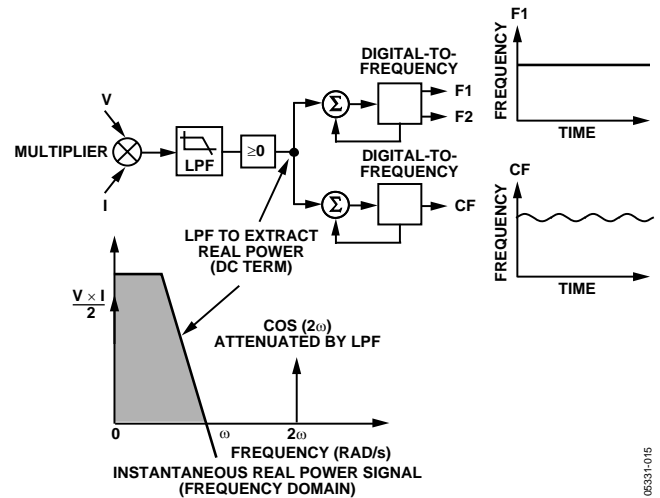 DIGITAL-TO-
FREQUENCY
F1
F2
V
MULTIPLIER
I
LPF
≥0
Σ
DIGITAL-TO-
FREQUENCY
Σ
CF
F1
FREQUENCY
TIME
CF
FREQUENCY
TIME
LPF TO EXTRACT
REAL POWER
(DC TERM)
V × I
2
COS (2ω)
ATTENUATED BY LPF
0
ω
2ω
FREQUENCY (RAD/s)
INSTANTANEOUS REAL POWER SIGNAL
(FREQUENCY DOMAIN)
05331-015